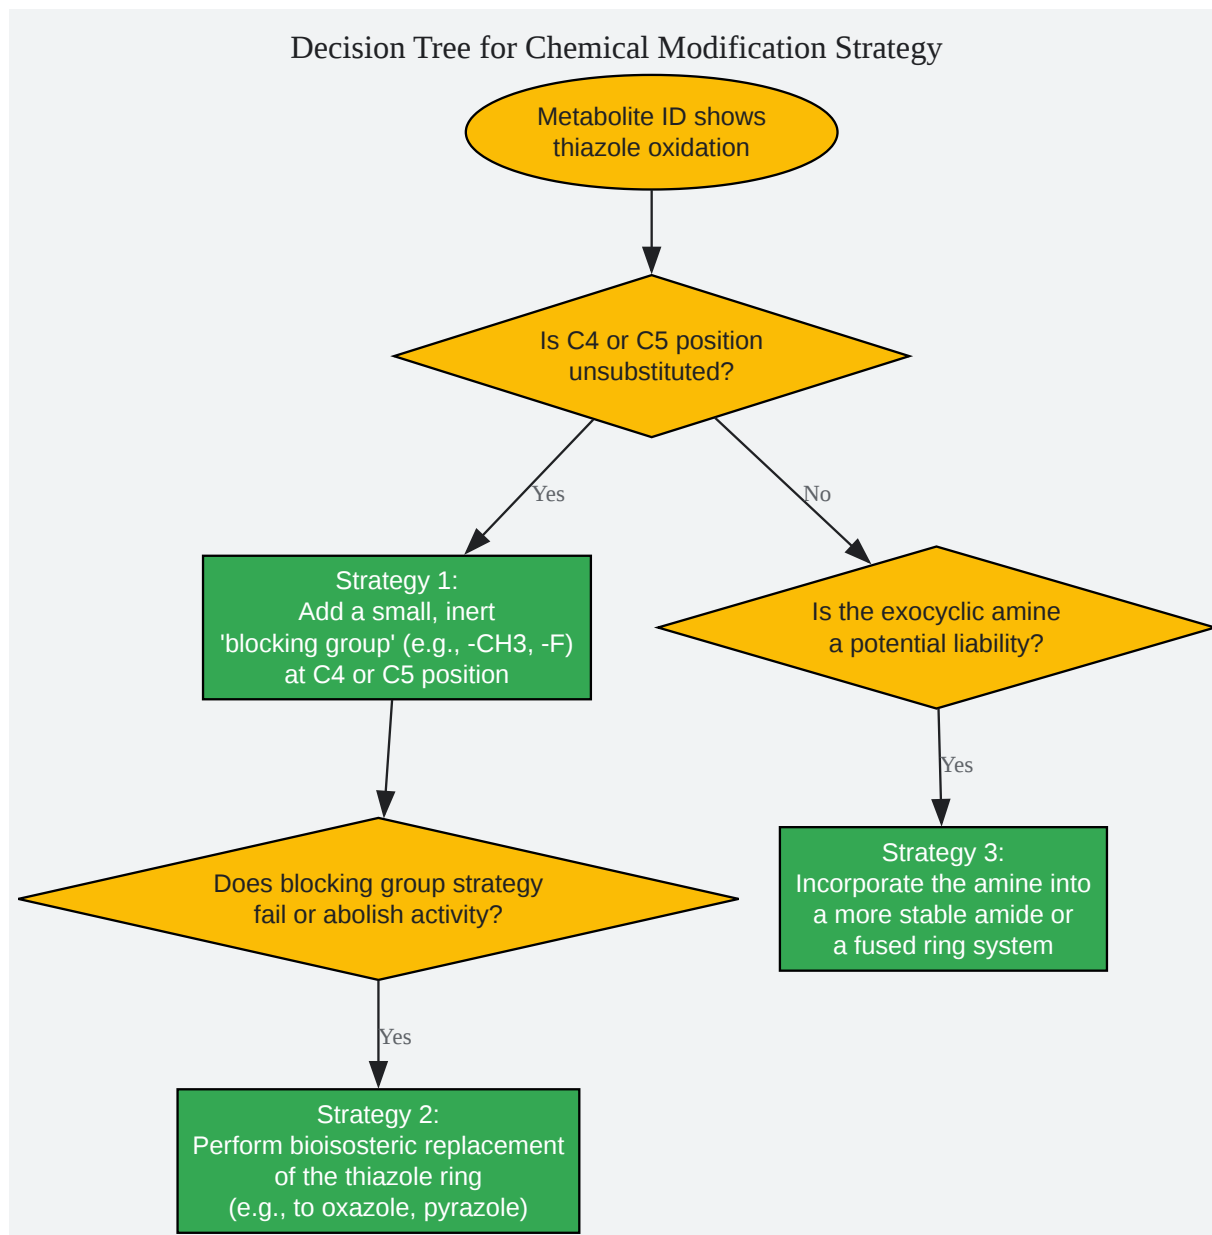 Decision Tree for Chemical Modification Strategy
Metabolite ID shows
thiazole oxidation
Is C4 or C5 position
unsubstituted?
Yes
No
Strategy 1:
Add a small, inert
'blocking group' (e.g., -CH3, -F)
at C4 or C5 position
Is the exocyclic amine
a potential liability?
Yes
Does blocking group strategy
fail or abolish activity?
Strategy 3:
Incorporate the amine into
a more stable amide or
a fused ring system
Yes
Strategy 2:
Perform bioisosteric replacement
of the thiazole ring
(e.g., to oxazole, pyrazole)